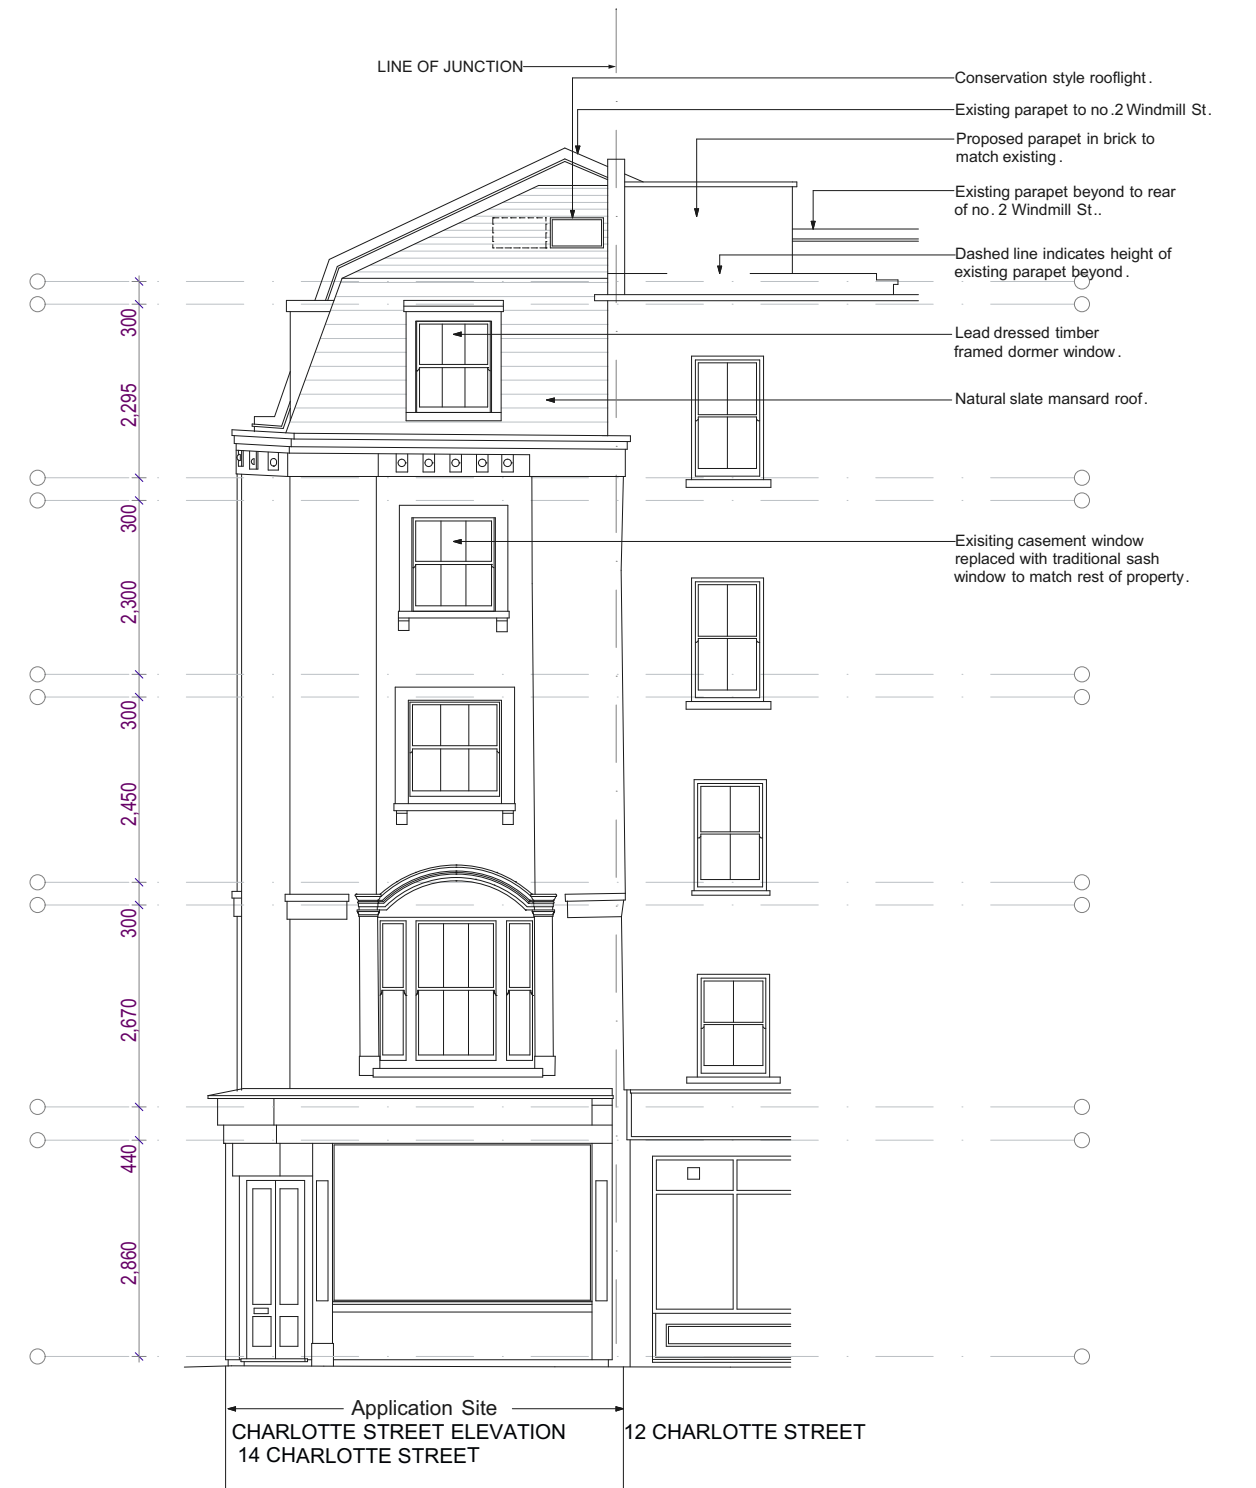 LINE OF JUNCTION
Conservation style rooflight.
Existing parapet to no.2 Windmill St.
Proposed parapet in brick to
match existing.
Existing parapet beyond to rear
of no. 2 Windmill St..
Dashed line indicates height of
existing parapet beyond.
Lead dressed timber
framed dormer window.
Natural slate mansard roof.
Exisiting casement window
replaced with traditional sash
window to match rest of property.
300
2,295
300
2,300
300
2,450
300
2,670
440
2,860
Application Site
CHARLOTTE STREET ELEVATION
14 CHARLOTTE STREET
12 CHARLOTTE STREET